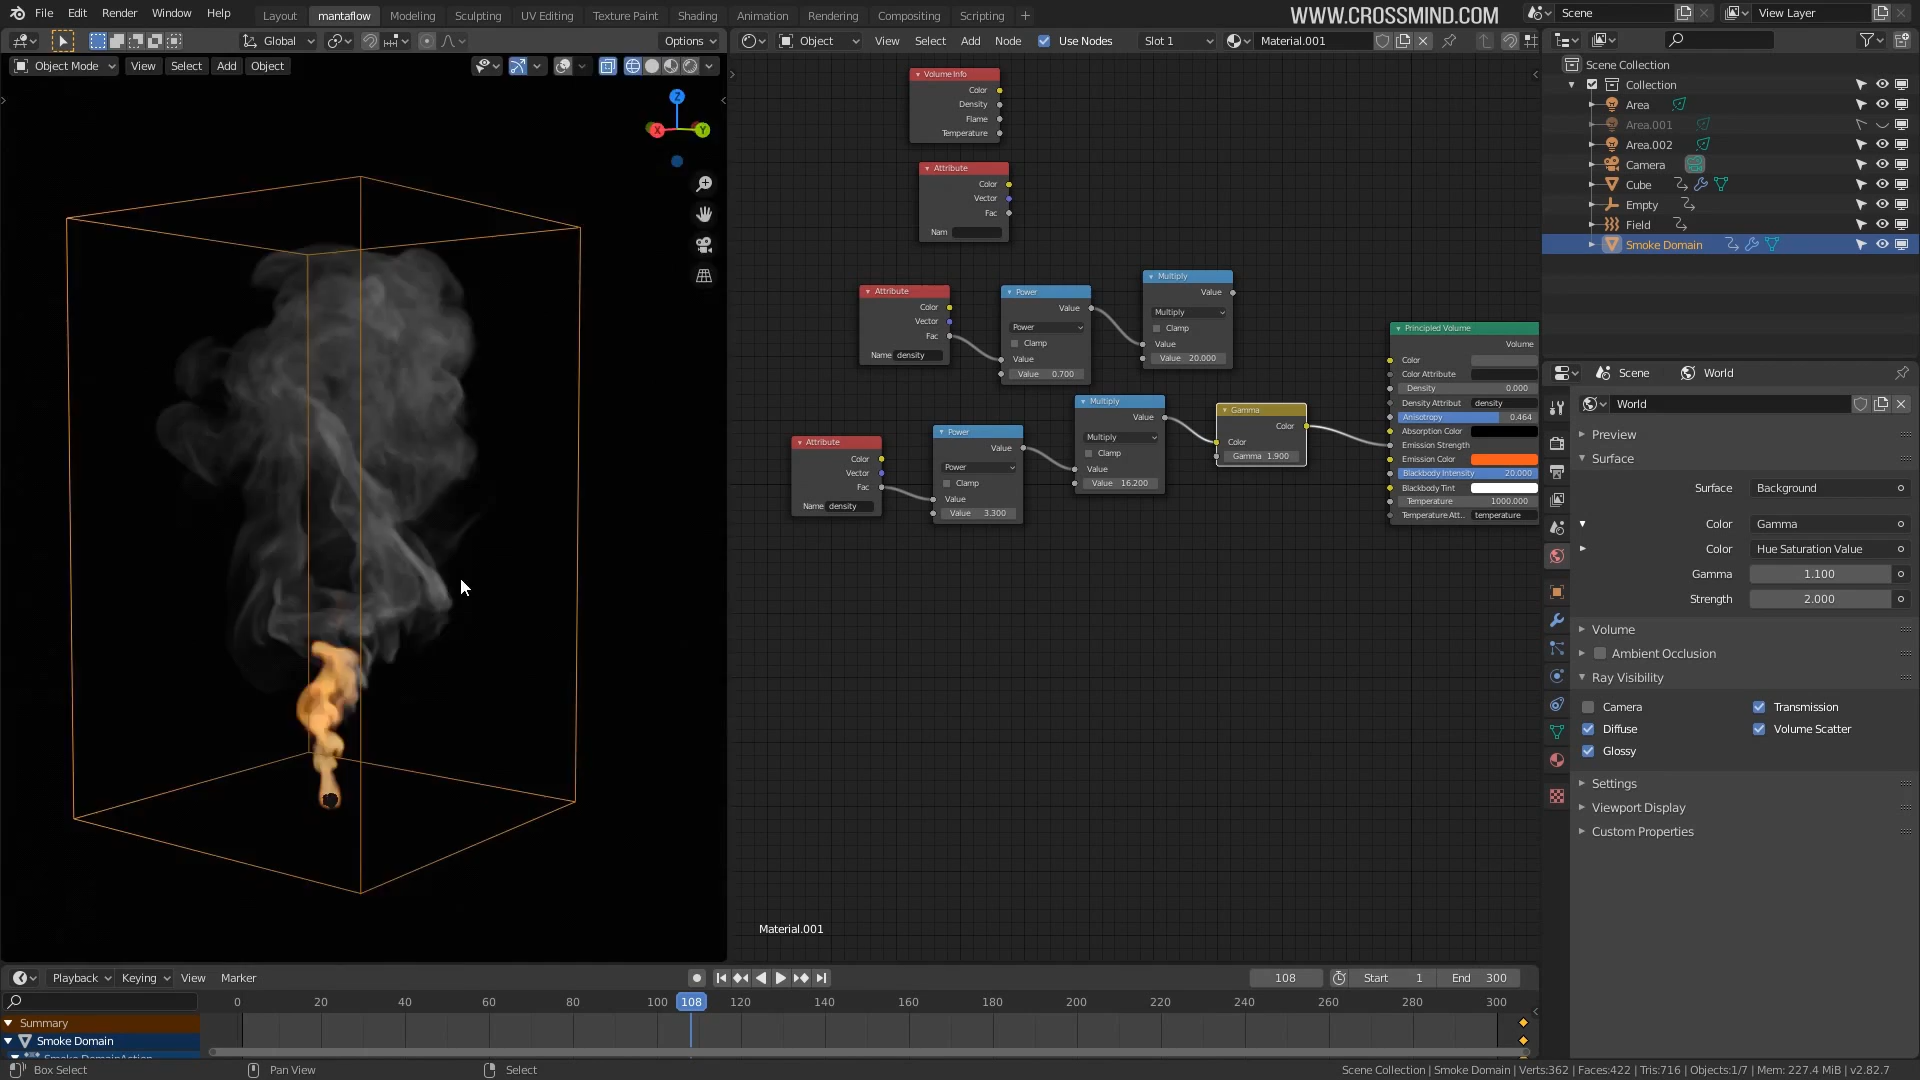 File Edit Render Window Help
Layout mantaflow Modeling Sculpting UV Editing Texture Paint Shading Animation Rendering Compositing Scripting
WWW.CROSSMIND.COM
Scene
View Layer
Global
Options
Object
View Select Add Node
Use Nodes
Slot 1
Material.001
Object Mode View Select Add Object
Z
X
Y
Volume Info
Color
Density
Flame
Temperature
Attribute
Color
Vector
Fac
Nam
Attribute
Color
Vector
Fac
Name density
Power
Value
Power
Clamp
Value
Value 0.700
Multiply
Value
Multiply
Clamp
Value
Value 20.000
Attribute
Color
Vector
Fac
Name density
Power
Value
Power
Clamp
Value
Value 3.300
Multiply
Value
Multiply
Clamp
Value
Value 16.200
Gamma
Color
Color
Gamma 1.900
Principled Volume
Volume
Color
Color Attribute
Density 0.000
Density Attribut density
Anisotropy 0.464
Absorption Color
Emission Strength
Emission Color
Blackbody Intensity 20.000
Blackbody Tint
Temperature 1000.000
Temperature Att.. temperature
Material.001
Scene Collection
Collection
Area
Area.001
Area.002
Camera
Cube
Empty
Field
Smoke Domain
Scene World
World
Preview
Surface
Surface Background
Color Gamma
Color Hue Saturation Value
Gamma 1.100
Strength 2.000
Volume
Ambient Occlusion
Ray Visibility
Camera Transmission
Diffuse Volume Scatter
Glossy
Settings
Viewport Display
Custom Properties
Playback Keying View Marker
108
Start 1
End 300
0 20 40 60 80 100 108 120 140 160 180 200 220 240 260 280 300
Summary
Smoke Domain
Smoke DomainAction
Box Select
Pan View
Select
Scene Collection | Smoke Domain | Verts:362 | Faces:422 | Tris:716 | Objects:1/7 | Mem: 227.4 MiB | v2.82.7